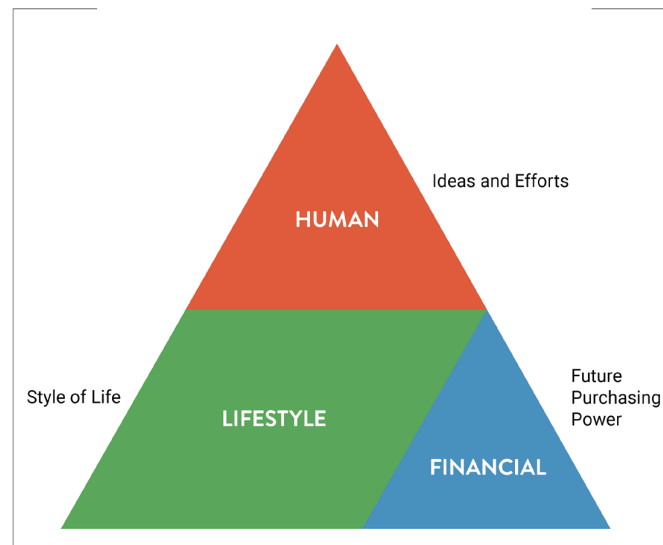 Ideas and Efforts
HUMAN
Style of Life
LIFESTYLE
Future
Purchasing
Power
FINANCIAL